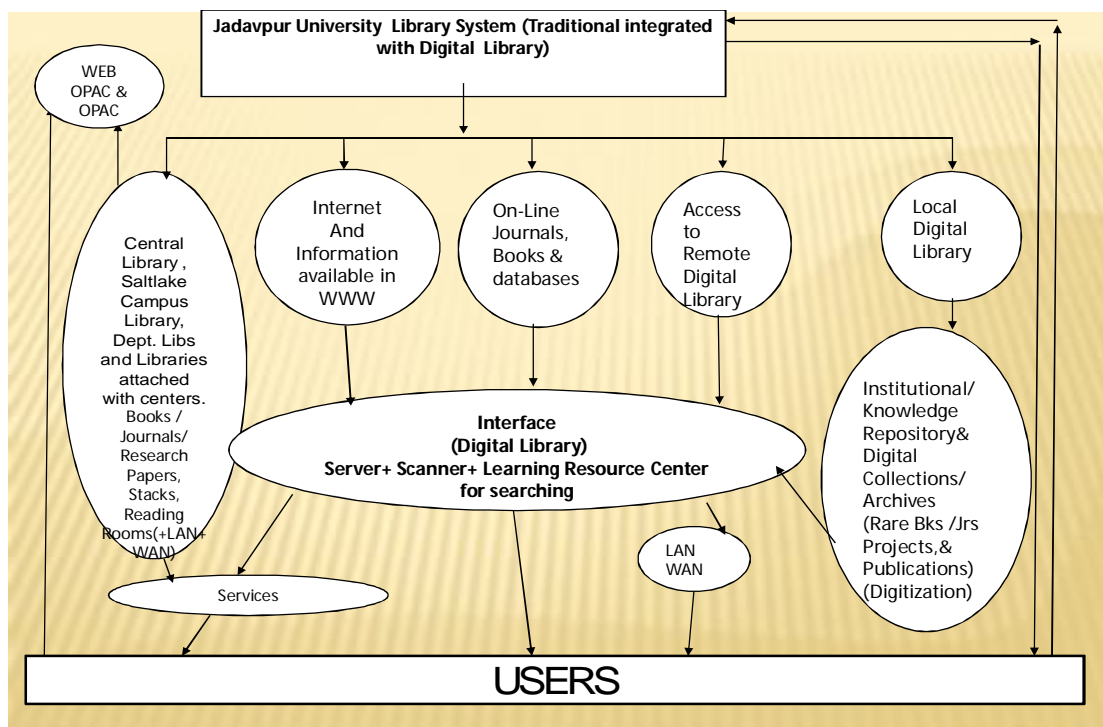 Jadavpur University Library System (Traditional integrated
with Digital Library)
WEB
OPAC &
OPAC
Central
Library ,
Saltlake
Campus
Library,
Dept. Libs
and Libraries
attached
with centers.
Books /
Journals/
Research
Papers,
Stacks,
Reading
Rooms(+LAN+
WAN)
Internet
And
Information
available in
WWW
On-Line
Journals,
Books &
databases
Access
to
Remote
Digital
Library
Local
Digital
Library
Interface
(Digital Library)
Server+ Scanner+ Learning Resource Center
for searching
Institutional/
Knowledge
Repository&
Digital
Collections/
Archives
(Rare Bks /Jrs
Projects,&
Publications)
(Digitization)
LAN
WAN
Services
USERS